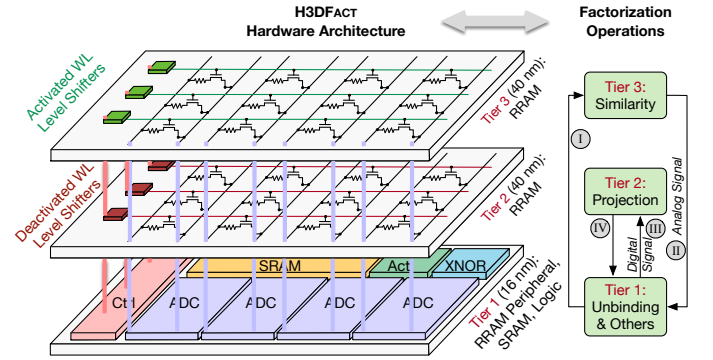 H3DFACT
Hardware Architecture
Factorization
Operations
Activated WL
Level Shifters
Tier 3 (40 nm):
RRAM
Deactivated WL
Level Shifters
Tier 2 (40 nm):
RRAM
SRAM
Act
XNOR
Ctrl
ADC
ADC
ADC
ADC
Tier 1 (16 nm):
RRAM Peripheral,
SRAM, Logic
Tier 3:
Similarity
I
Tier 2:
Projection
IV
III
II
Digital
Signal
Analog Signal
Tier 1:
Unbinding
& Others